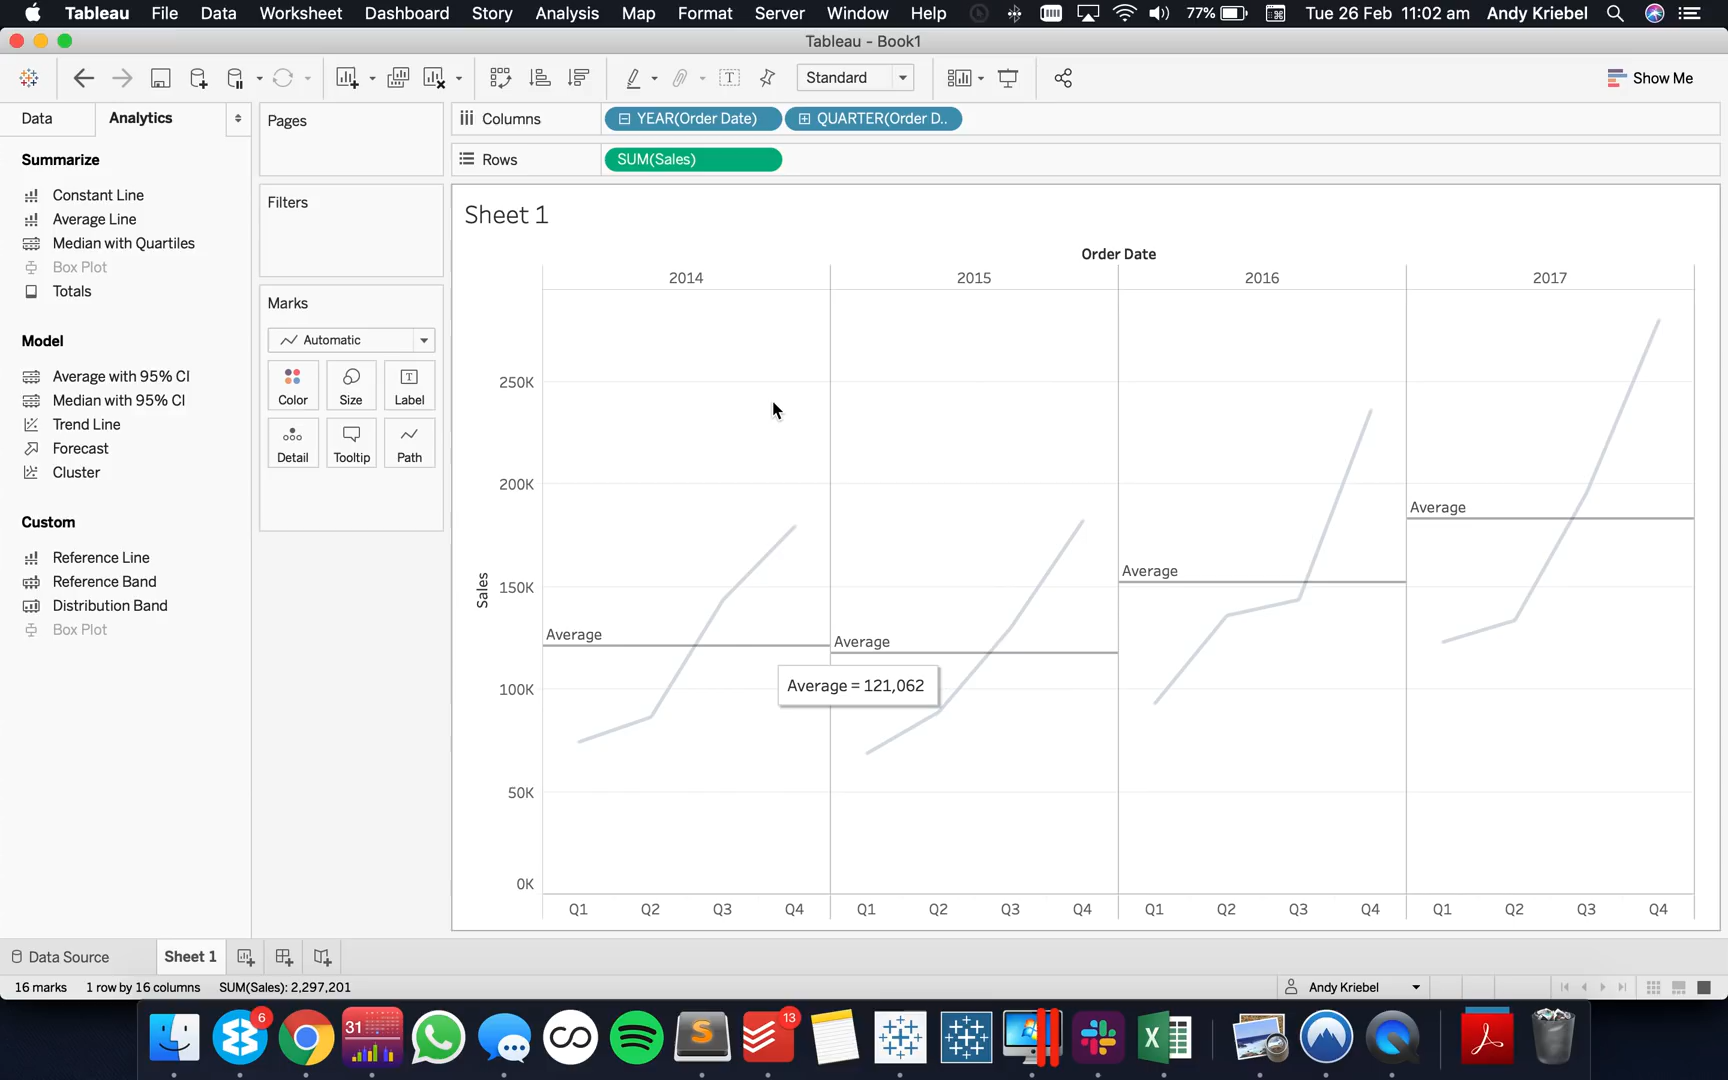 Tableau File Data Worksheet Dashboard Story Analysis Map Format Server Window Help 77% Tue 26 Feb 11:02 am Andy Kriebel
Tableau - Book1
Standard Show Me
Data Analytics
Pages
Columns YEAR(Order Date) QUARTER(Order D..
Rows SUM(Sales)
Summarize
Constant Line
Average Line
Median with Quartiles
Box Plot
Totals
Model
Average with 95% CI
Median with 95% CI
Trend Line
Forecast
Cluster
Custom
Reference Line
Reference Band
Distribution Band
Box Plot
Filters
Marks
Automatic
Color Size Label
Detail Tooltip Path
Sheet 1
Order Date
2014 2015 2016 2017
250K
200K
150K
100K
50K
0K
Sales
Average
Average
Average
Average
Average = 121,062
Q1 Q2 Q3 Q4 Q1 Q2 Q3 Q4 Q1 Q2 Q3 Q4 Q1 Q2 Q3 Q4
Data Source Sheet 1
16 marks 1 row by 16 columns SUM(Sales): 2,297,201 Andy Kriebel
6 31 13